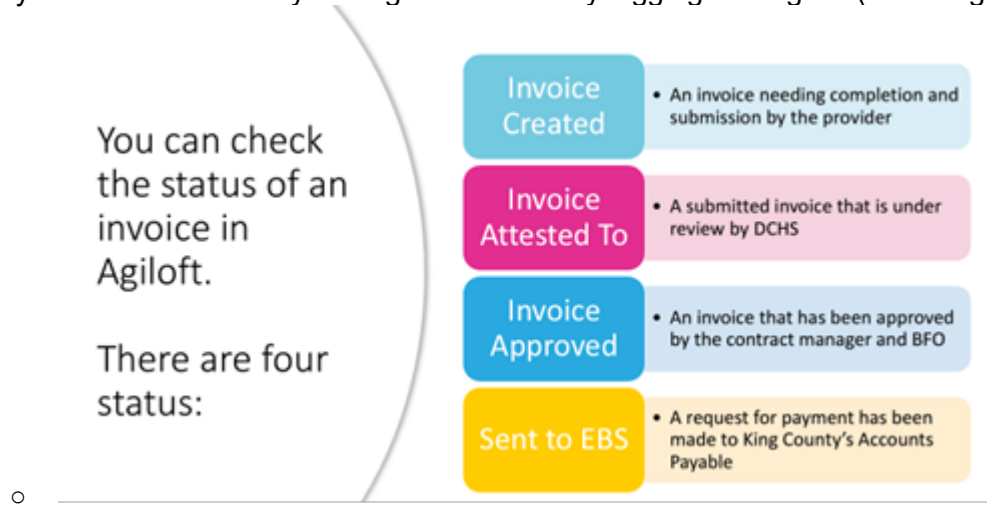 You can check
the status of an
invoice in
Agiloft.
There are four
status:
Invoice
Created
• An invoice needing completion and
submission by the provider
Invoice
Attested To
• A submitted invoice that is under
review by DCHS
Invoice
Approved
• An invoice that has been approved
by the contract manager and BFO
Sent to EBS
• A request for payment has been
made to King County's Accounts
Payable